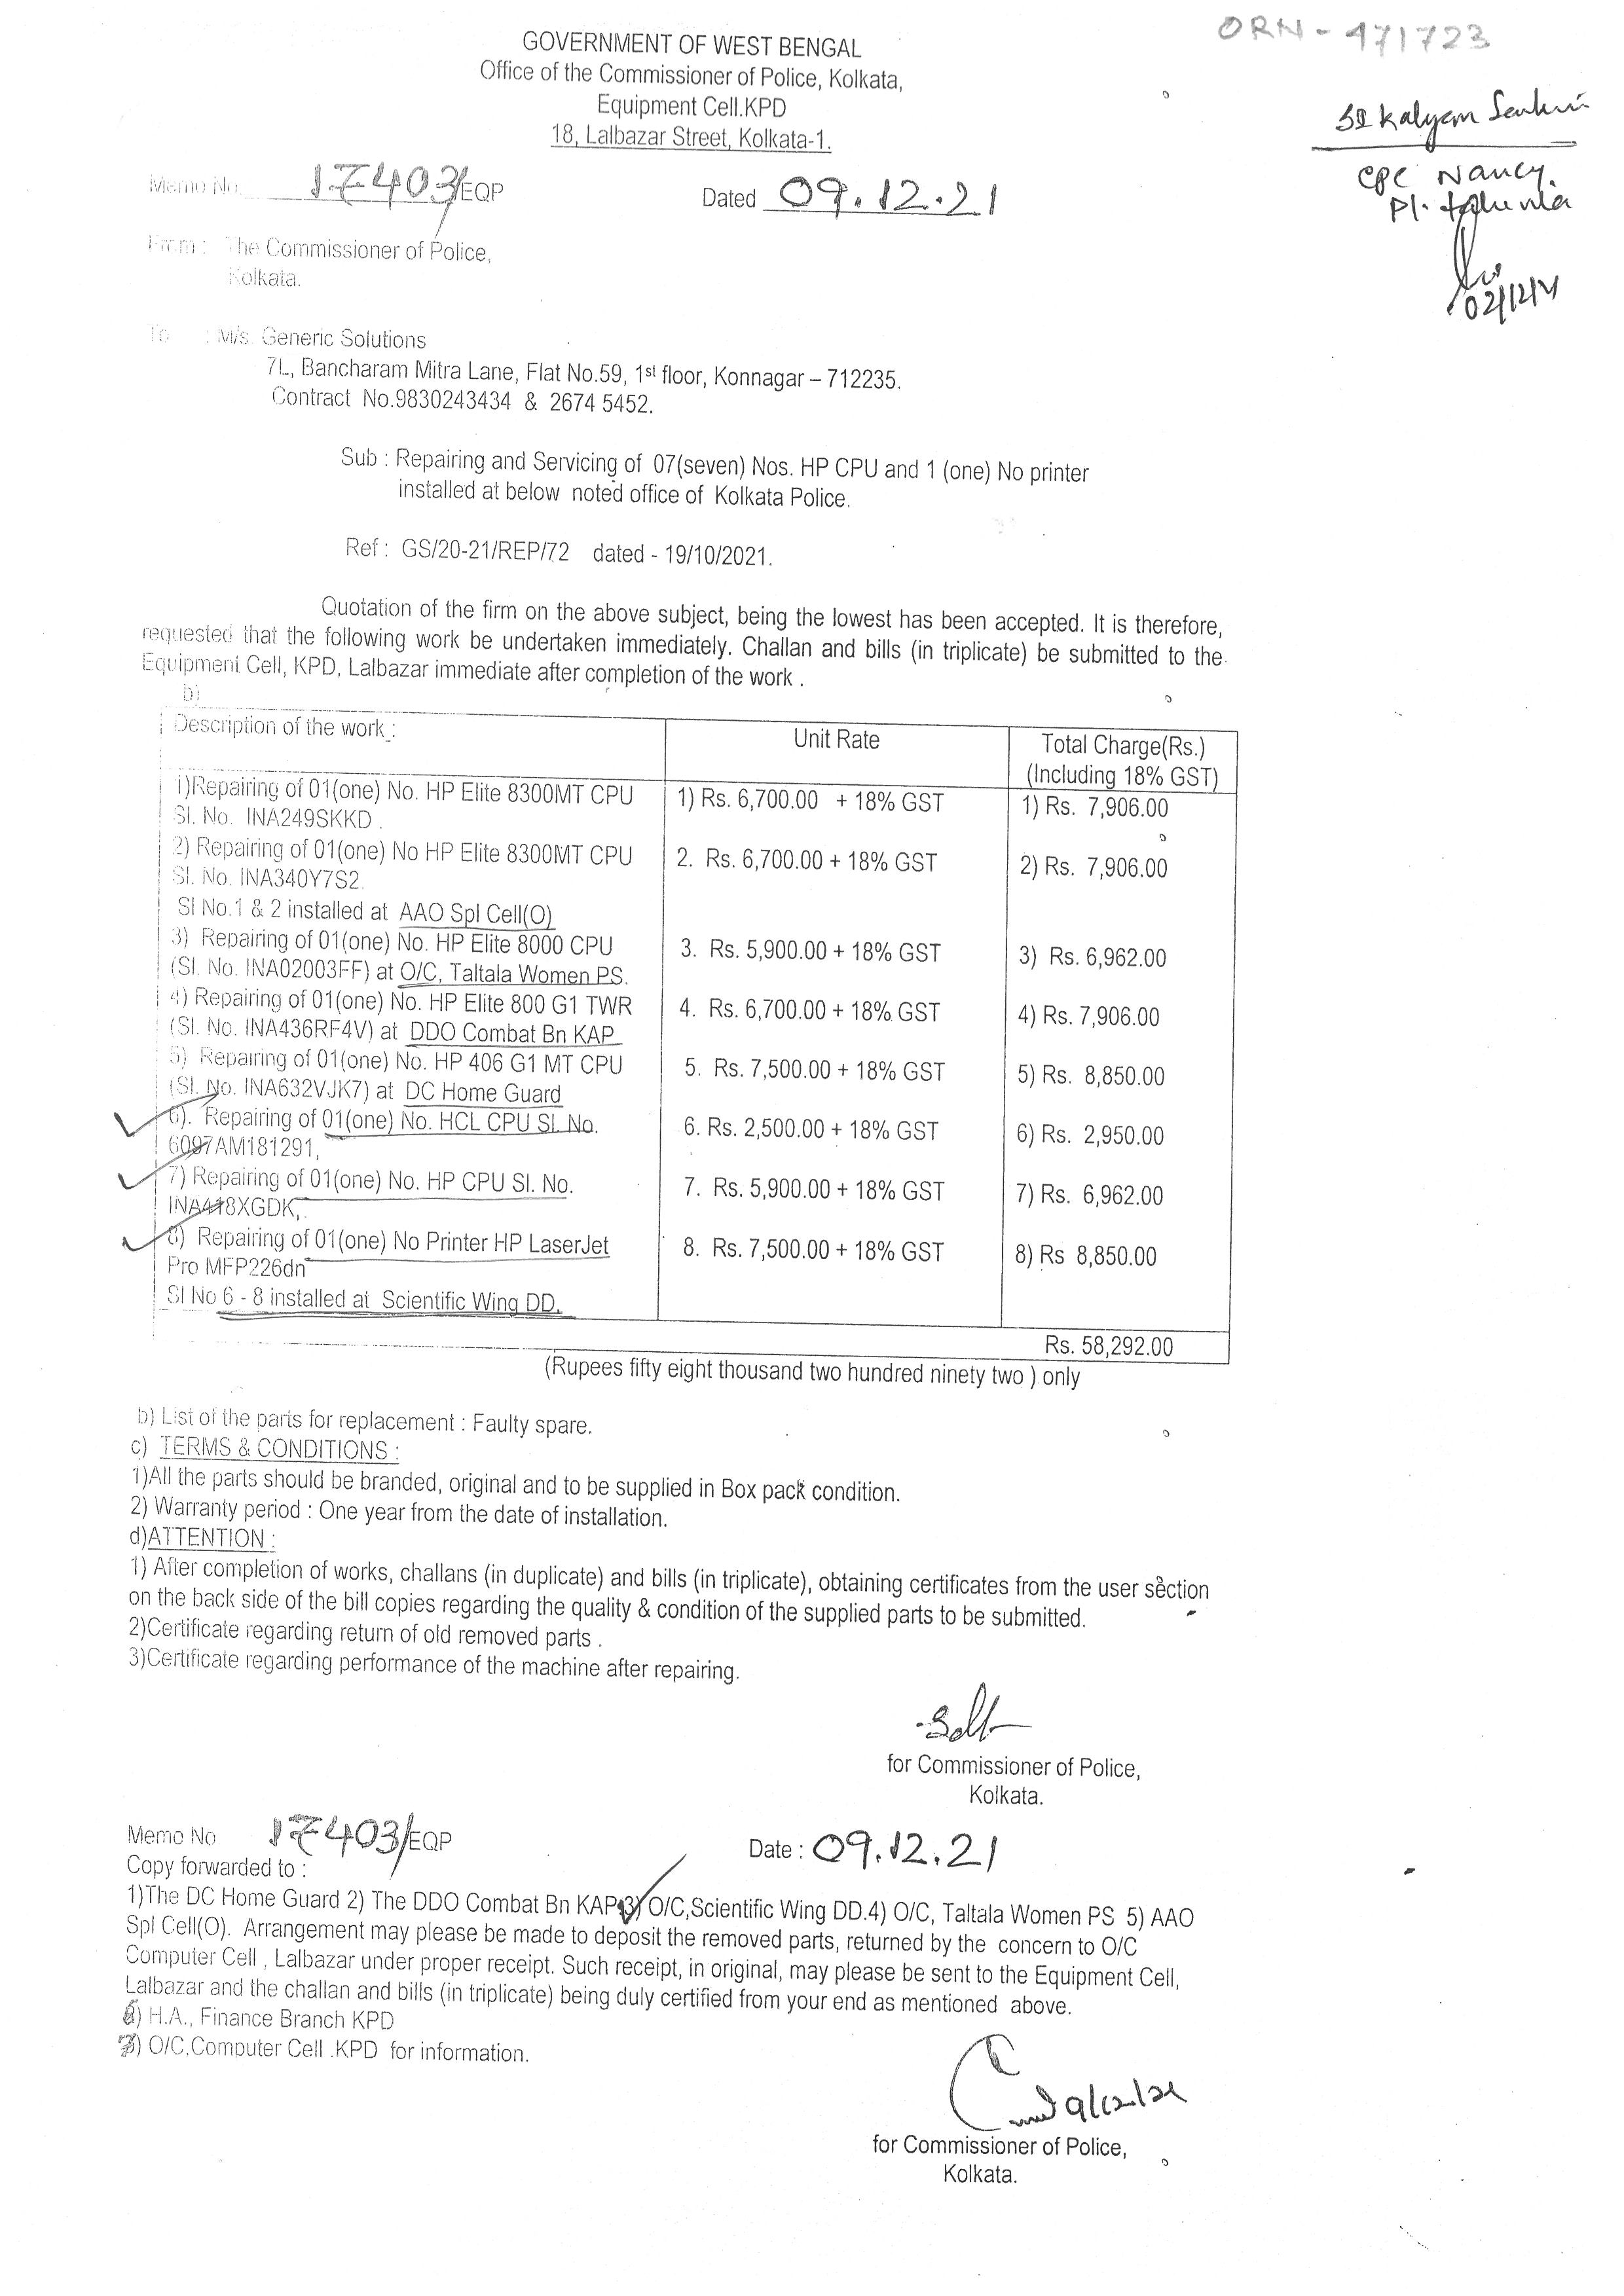 ORN - 471723
GOVERNMENT OF WEST BENGAL
Office of the Commissioner of Police, Kolkata,
Equipment Cell.KPD
18, Lalbazar Street, Kolkata-1.
SI Kalyan
CPC Nancy.
Pl.
02/12/21
Memo No. 17403/EQP Dated 09.12.21
From : The Commissioner of Police,
Kolkata.
To : M/s. Generic Solutions
7L, Bancharam Mitra Lane, Flat No.59, 1st floor, Konnagar – 712235.
Contract No.9830243434 & 2674 5452.
Sub : Repairing and Servicing of 07(seven) Nos. HP CPU and 1 (one) No printer
installed at below noted office of Kolkata Police.
Ref : GS/20-21/REP/72 dated - 19/10/2021.
Quotation of the firm on the above subject, being the lowest has been accepted. It is therefore,
requested that the following work be undertaken immediately. Challan and bills (in triplicate) be submitted to the
Equipment Cell, KPD, Lalbazar immediate after completion of the work .
Description of the work : Unit Rate Total Charge(Rs.)
(Including 18% GST)
1)Repairing of 01(one) No. HP Elite 8300MT CPU 1) Rs. 6,700.00 + 18% GST 1) Rs. 7,906.00
Sl. No. INA249SKKD .
2) Repairing of 01(one) No HP Elite 8300MT CPU 2. Rs. 6,700.00 + 18% GST 2) Rs. 7,906.00
Sl. No. INA340Y7S2.
Sl No.1 & 2 installed at AAO Spl Cell(O)
3) Repairing of 01(one) No. HP Elite 8000 CPU 3. Rs. 5,900.00 + 18% GST 3) Rs. 6,962.00
(Sl. No. INA02003FF) at O/C, Taltala Women PS.
4) Repairing of 01(one) No. HP Elite 800 G1 TWR 4. Rs. 6,700.00 + 18% GST 4) Rs. 7,906.00
(Sl. No. INA436RF4V) at DDO Combat Bn KAP
5) Repairing of 01(one) No. HP 406 G1 MT CPU 5. Rs. 7,500.00 + 18% GST 5) Rs. 8,850.00
(Sl. No. INA632VJK7) at DC Home Guard
6). Repairing of 01(one) No. HCL CPU Sl. No. 6. Rs. 2,500.00 + 18% GST 6) Rs. 2,950.00
6097AM181291,
7) Repairing of 01(one) No. HP CPU Sl. No. 7. Rs. 5,900.00 + 18% GST 7) Rs. 6,962.00
INA418XGDK,
8) Repairing of 01(one) No Printer HP LaserJet 8. Rs. 7,500.00 + 18% GST 8) Rs 8,850.00
Pro MFP226dn
Sl No 6 - 8 installed at Scientific Wing DD.
Rs. 58,292.00
(Rupees fifty eight thousand two hundred ninety two ) only
b) List of the parts for replacement : Faulty spare.
c) TERMS & CONDITIONS :
1)All the parts should be branded, original and to be supplied in Box pack condition.
2) Warranty period : One year from the date of installation.
d)ATTENTION :
1) After completion of works, challans (in duplicate) and bills (in triplicate), obtaining certificates from the user section
on the back side of the bill copies regarding the quality & condition of the supplied parts to be submitted.
2)Certificate regarding return of old removed parts .
3)Certificate regarding performance of the machine after repairing.
for Commissioner of Police,
Kolkata.
Memo No 17403/EQP Date : 09.12.21
Copy forwarded to :
1)The DC Home Guard 2) The DDO Combat Bn KAP 3) O/C,Scientific Wing DD.4) O/C, Taltala Women PS 5) AAO
Spl Cell(O). Arrangement may please be made to deposit the removed parts, returned by the concern to O/C
Computer Cell , Lalbazar under proper receipt. Such receipt, in original, may please be sent to the Equipment Cell,
Lalbazar and the challan and bills (in triplicate) being duly certified from your end as mentioned above.
6) H.A., Finance Branch KPD
7) O/C,Computer Cell .KPD for information.
9/12/21
for Commissioner of Police,
Kolkata.